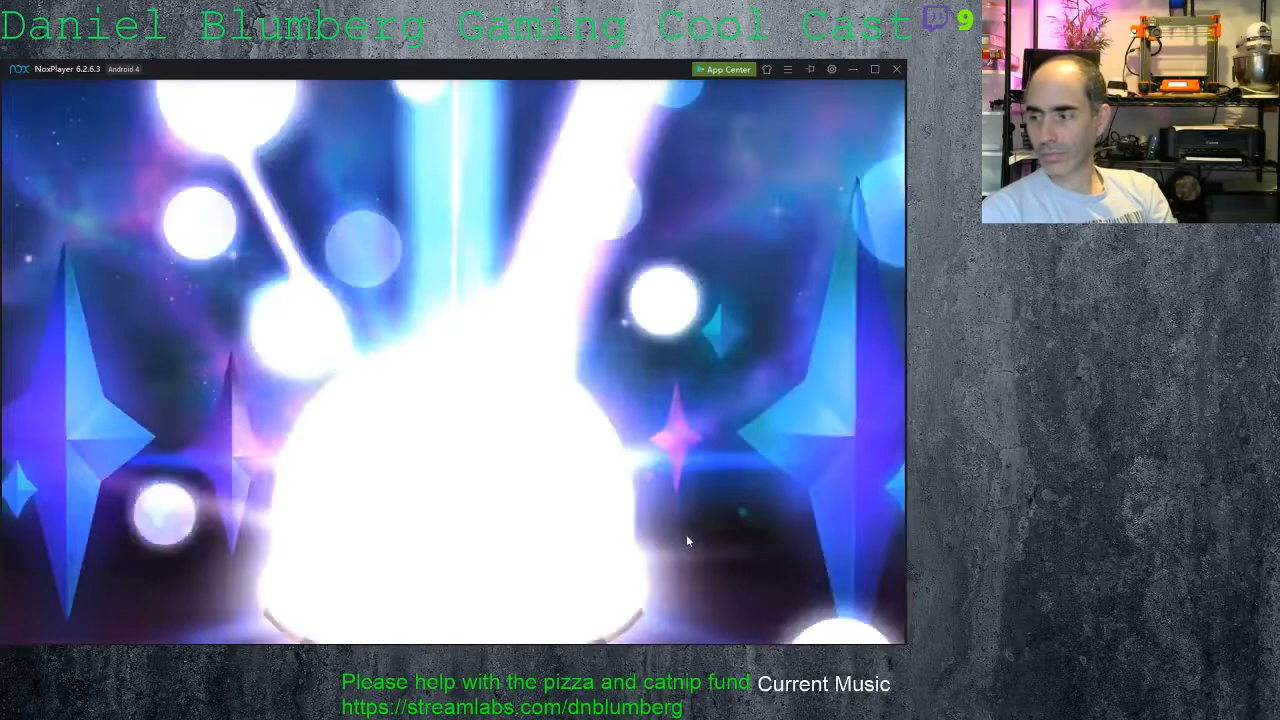 Daniel Blumberg Gaming Cool Cast 9
NoxPlayer 6.2.6.3 Android 4
App Center
Please help with the pizza and catnip fund
https://streamlabs.com/dnblumberg
Current Music